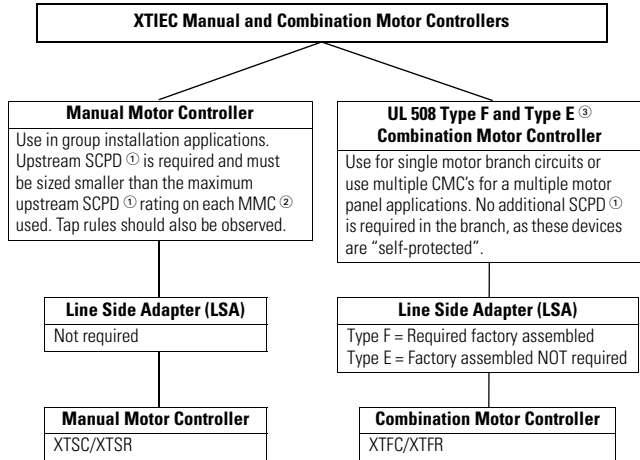 XTIEC Manual and Combination Motor Controllers
Manual Motor Controller
Use in group installation applications.
Upstream SCPD ① is required and must
be sized smaller than the maximum
upstream SCPD ① rating on each MMC ②
used. Tap rules should also be observed.
Line Side Adapter (LSA)
Not required
Manual Motor Controller
XTSC/XTSR
UL 508 Type F and Type E ③
Combination Motor Controller
Use for single motor branch circuits or
use multiple CMC's for a multiple motor
panel applications. No additional SCPD ①
is required in the branch, as these devices
are “self-protected”.
Line Side Adapter (LSA)
Type F = Required factory assembled
Type E = Factory assembled NOT required
Combination Motor Controller
XTFC/XTFR